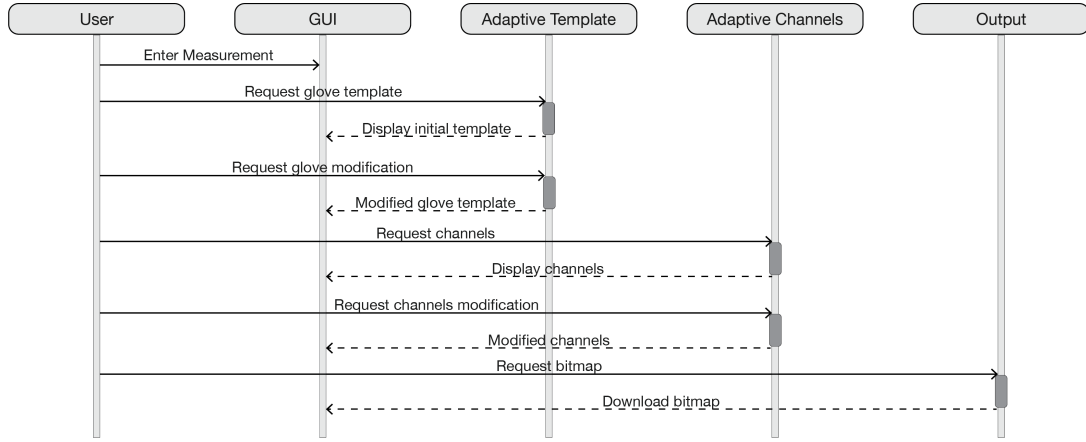 User
GUI
Adaptive Template
Adaptive Channels
Output
Enter Measurement
Request glove template
Display initial template
Request glove modification
Modified glove template
Request channels
Display channels
Request channels modification
Modified channels
Request bitmap
Download bitmap